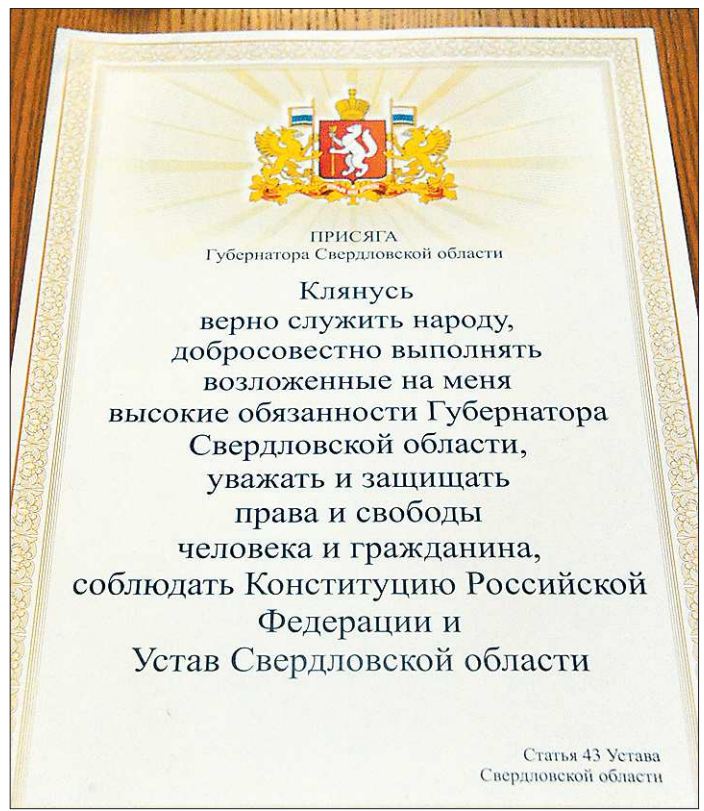 ПРИСЯГА
Губернатора Свердловской области
Клянусь
верно служить народу,
добросовестно выполнять
возложенные на меня
высокие обязанности Губернатора
Свердловской области,
уважать и защищать
права и свободы
человека и гражданина,
соблюдать Конституцию Российской
Федерации и
Устав Свердловской области
Статья 43 Устава
Свердловской области